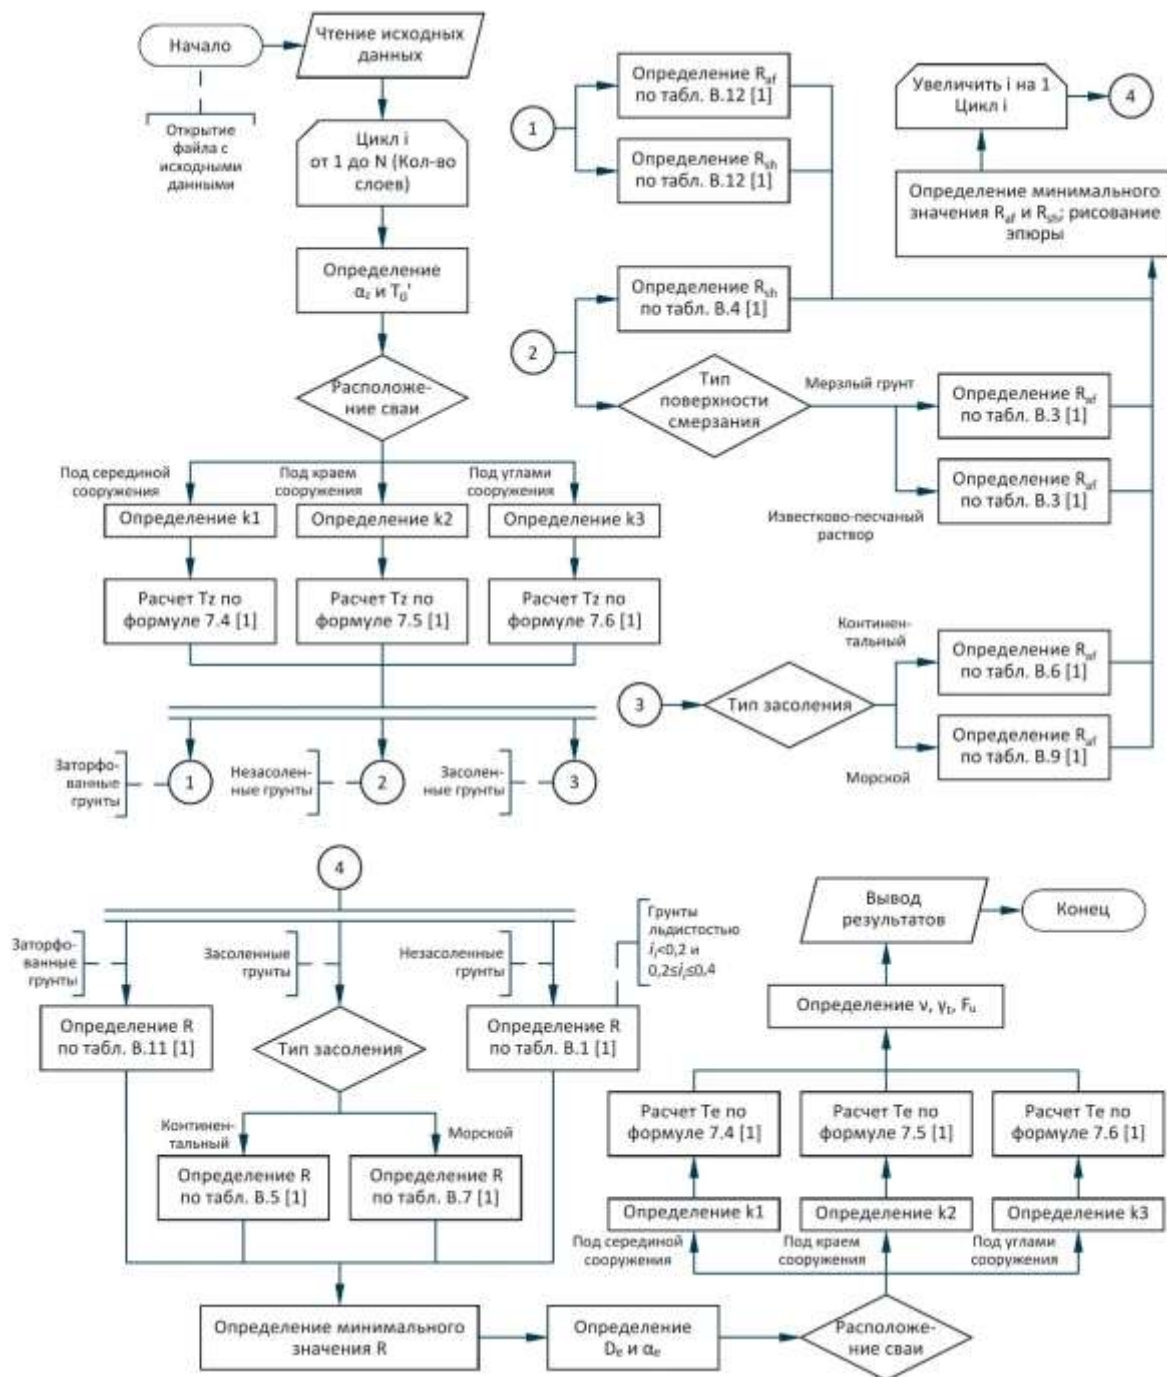 Начало
Чтение исходных
данных
Открытие
файла с
исходными
данными
Цикл i
от 1 до N (Кол-во
слоев)
Определение
αz и T0'
Расположе-
ние сваи
Под серединой
сооружения
Под краем
сооружения
Под углами
сооружения
Определение k1
Определение k2
Определение k3
Расчет Tz по
формуле 7.4 [1]
Расчет Tz по
формуле 7.5 [1]
Расчет Tz по
формуле 7.6 [1]
Заторфо-
ванные
грунты
1
Незасолен-
ные грунты
2
Засолен-
ные грунты
3
1
Определение Raf
по табл. В.12 [1]
Определение Rsh
по табл. В.12 [1]
Увеличить i на 1
Цикл i
4
Определение минимального
значения Raf и Rsh; рисование
эпюры
2
Определение Rsh
по табл. В.4 [1]
Тип
поверхности
смерзания
Мерзлый грунт
Определение Raf
по табл. В.3 [1]
Известково-песчаный
раствор
Определение Raf
по табл. В.3 [1]
3
Тип засоления
Континен-
тальный
Определение Raf
по табл. В.6 [1]
Морской
Определение Raf
по табл. В.9 [1]
4
Заторфо-
ванные
грунты
Засоленные
грунты
Незасоленные
грунты
Грунты
льдистостью
ii<0,2 и
0,2≤ii≤0,4
Определение R
по табл. В.11 [1]
Тип засоления
Определение R
по табл. В.1 [1]
Континен-
тальный
Морской
Определение R
по табл. В.5 [1]
Определение R
по табл. В.7 [1]
Определение минимального
значения R
Определение
De и αe
Расположе-
ние сваи
Под серединой
сооружения
Под краем
сооружения
Под углами
сооружения
Определение k1
Определение k2
Определение k3
Расчет Te по
формуле 7.4 [1]
Расчет Te по
формуле 7.5 [1]
Расчет Te по
формуле 7.6 [1]
Определение ν, γt, Fu
Вывод
результатов
Конец